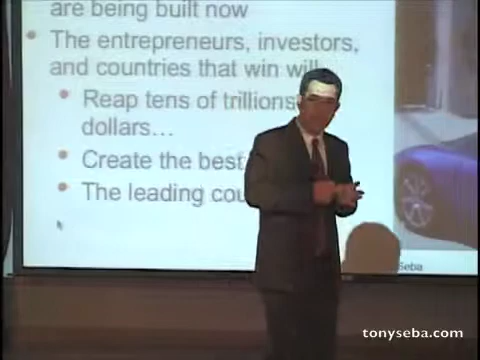 are being built now
• The entrepreneurs, investors,
and countries that win will
• Reap tens of trillions
dollars…
• Create the best
• The leading cou
Seba
tonyseba.com